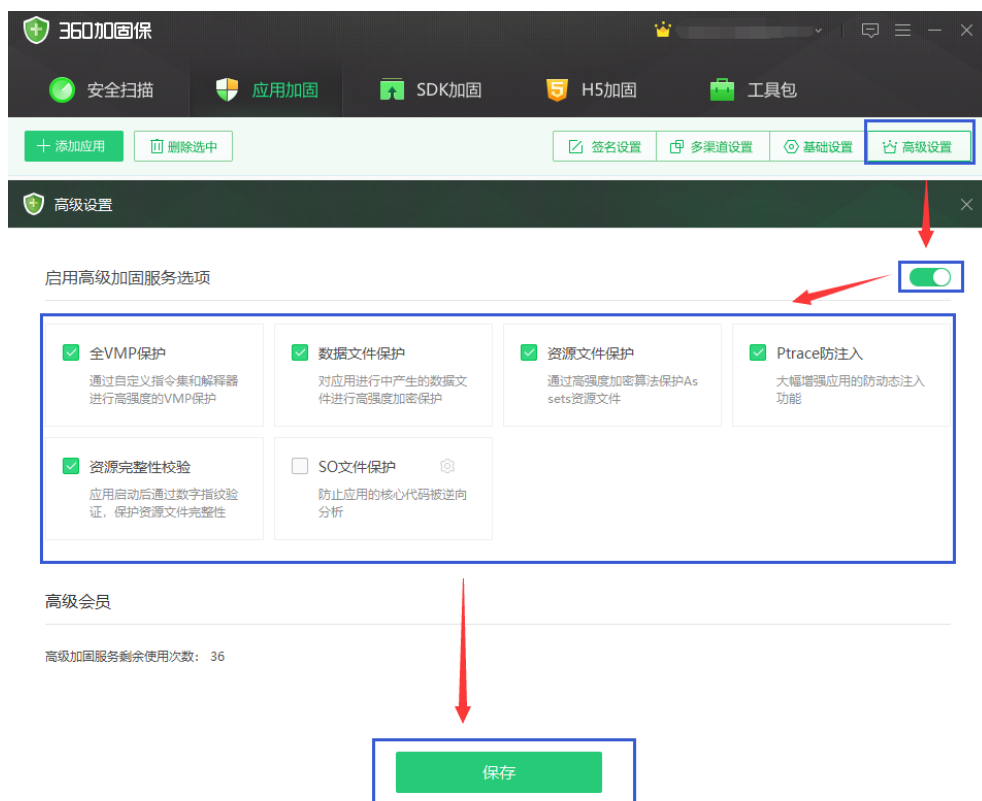 360加固保
安全扫描 应用加固 SDK加固 H5加固 工具包
添加应用 删除选中 签名设置 多渠道设置 基础设置 高级设置
高级设置
启用高级加固服务选项
全VMP保护 数据文件保护 资源文件保护 Ptrace防注入
通过自定义指令集和解释器 对应用进行中产生的数据文 通过高强度加密算法保护As 大幅增强应用的防动态注入
进行高强度的VMP保护 件进行高强度加密保护 sets资源文件 功能
资源完整性校验 SO文件保护
应用启动后通过数字指纹验 防止应用的核心代码被逆向
证，保护资源文件完整性 分析
高级会员
高级加固服务剩余使用次数： 36
保存